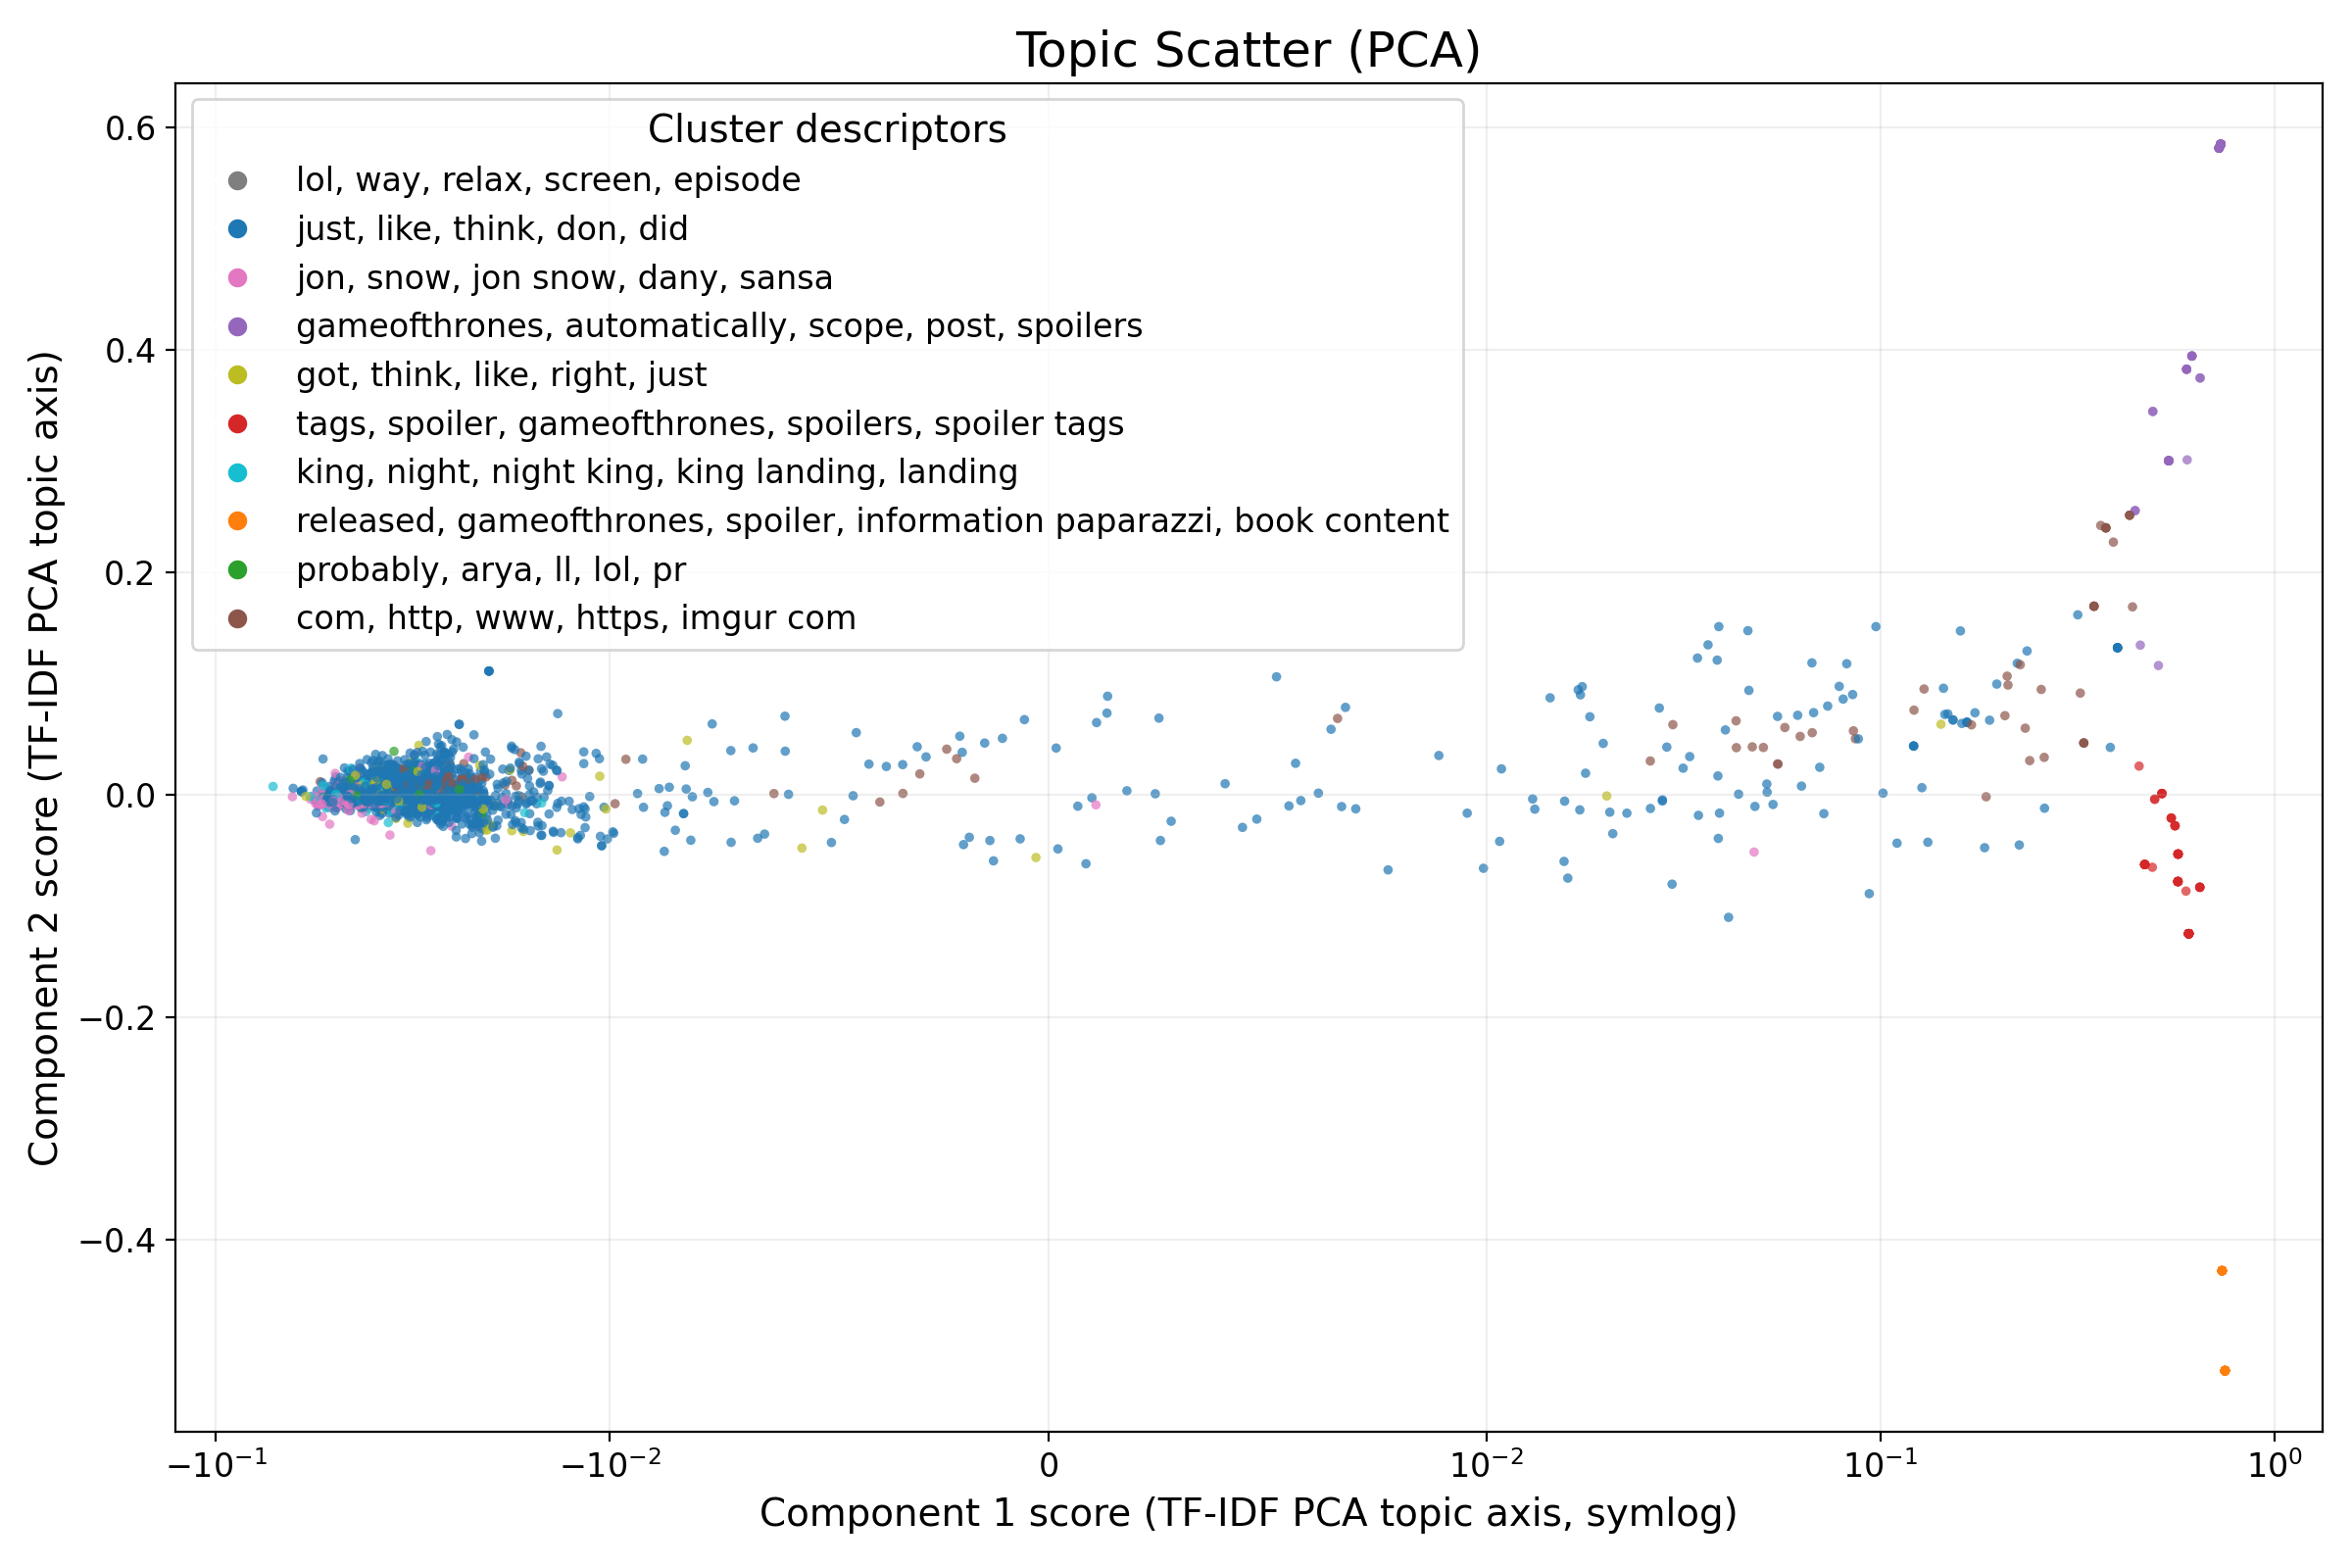 Topic Scatter (PCA)
Cluster descriptors
lol, way, relax, screen, episode
just, like, think, don, did
jon, snow, jon snow, dany, sansa
gameofthrones, automatically, scope, post, spoilers
got, think, like, right, just
tags, spoiler, gameofthrones, spoilers, spoiler tags
king, night, night king, king landing, landing
released, gameofthrones, spoiler, information paparazzi, book content
probably, arya, ll, lol, pr
com, http, www, https, imgur com
Component 2 score (TF-IDF PCA topic axis)
0.6
0.4
0.2
0.0
−0.2
−0.4
−10⁻¹ −10⁻² 0 10⁻² 10⁻¹ 10⁰
Component 1 score (TF-IDF PCA topic axis, symlog)